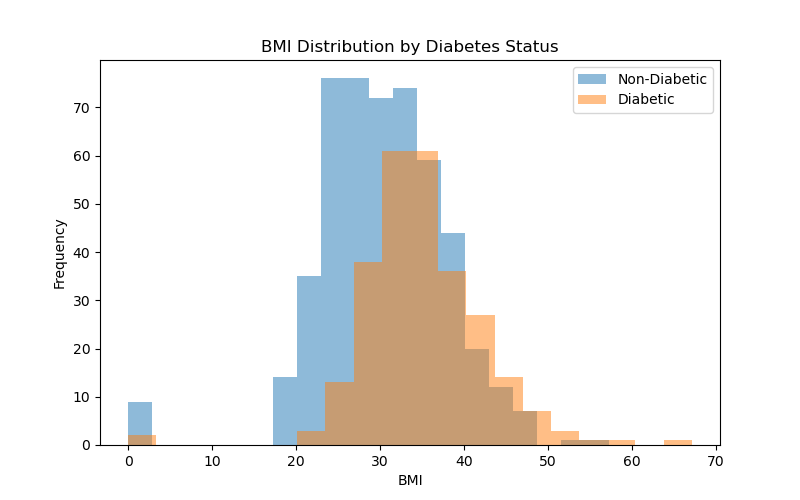 BMI Distribution by Diabetes Status
Non-Diabetic
Diabetic
Frequency
70
60
50
40
30
20
10
0
0 10 20 30 40 50 60 70
BMI